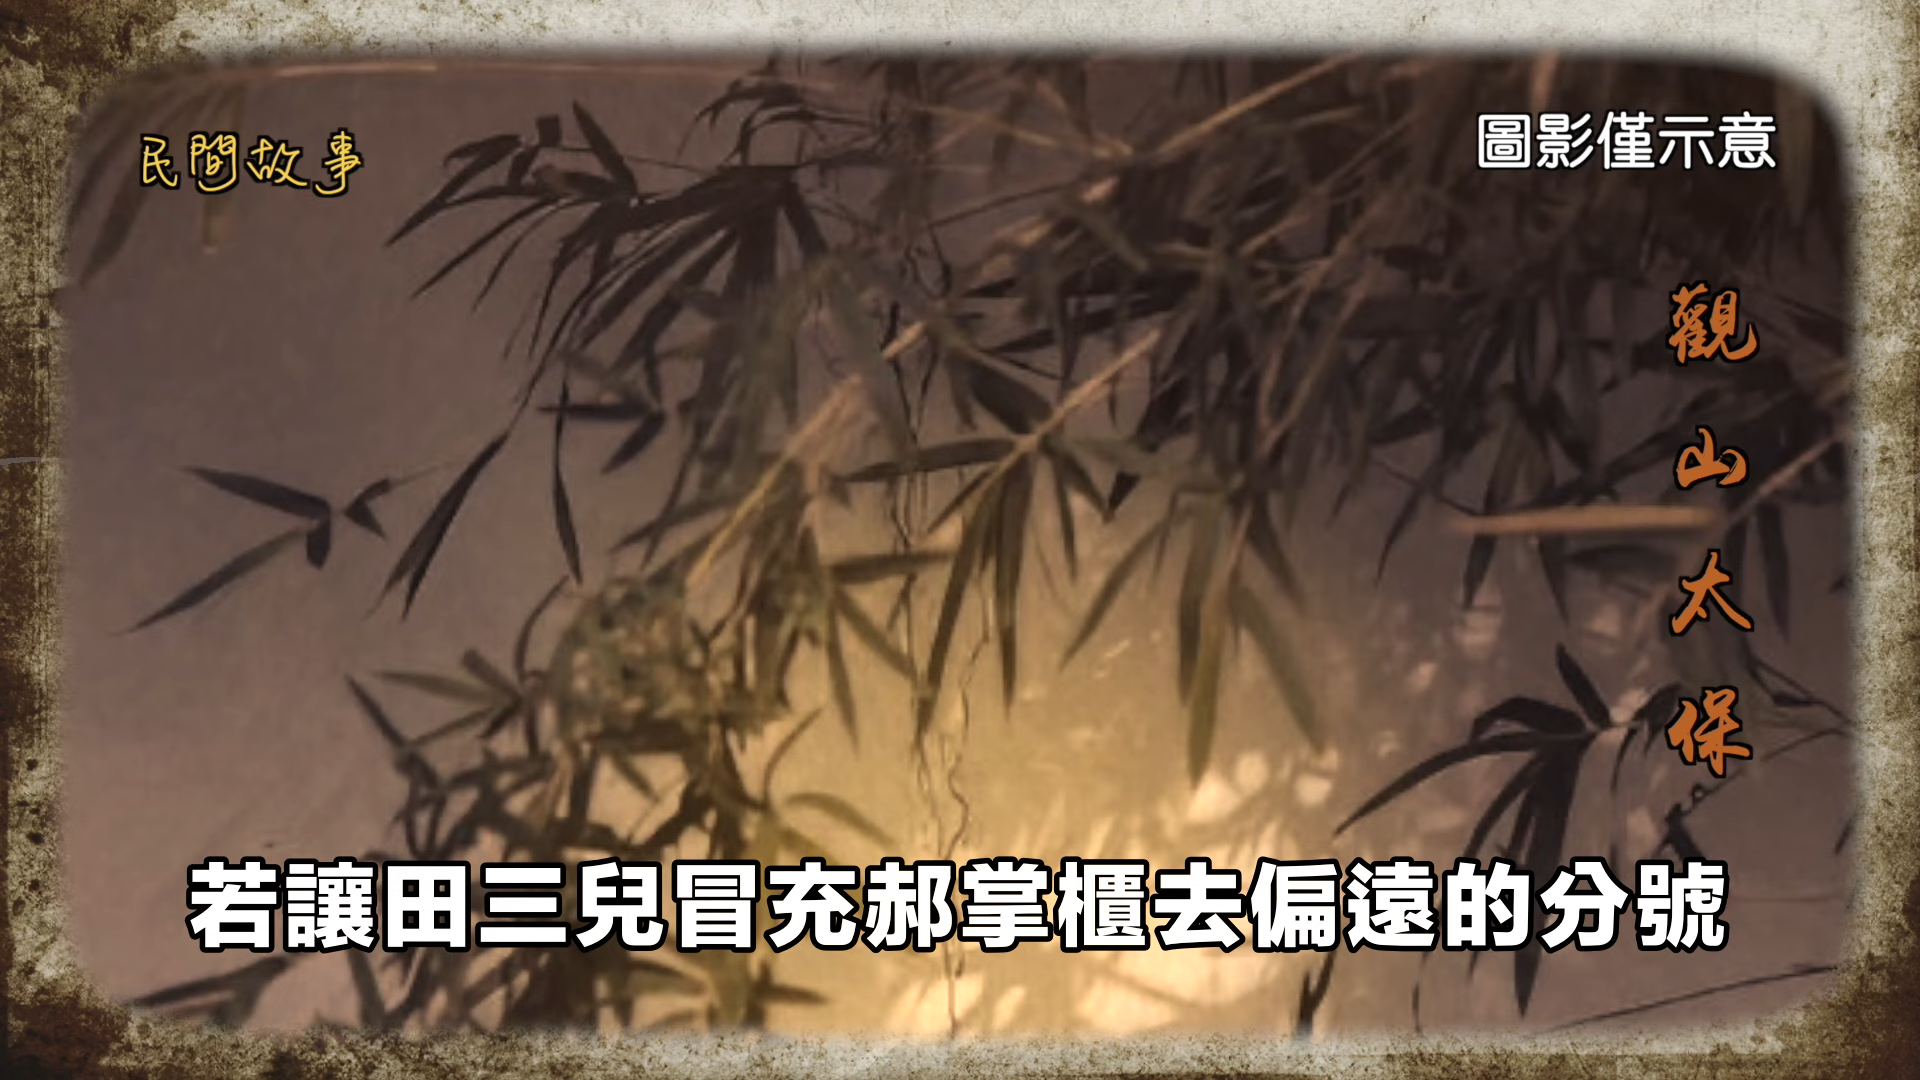 民間故事
圖影僅示意
觀山太保
若讓田三兒冒充郝掌櫃去偏遠的分號